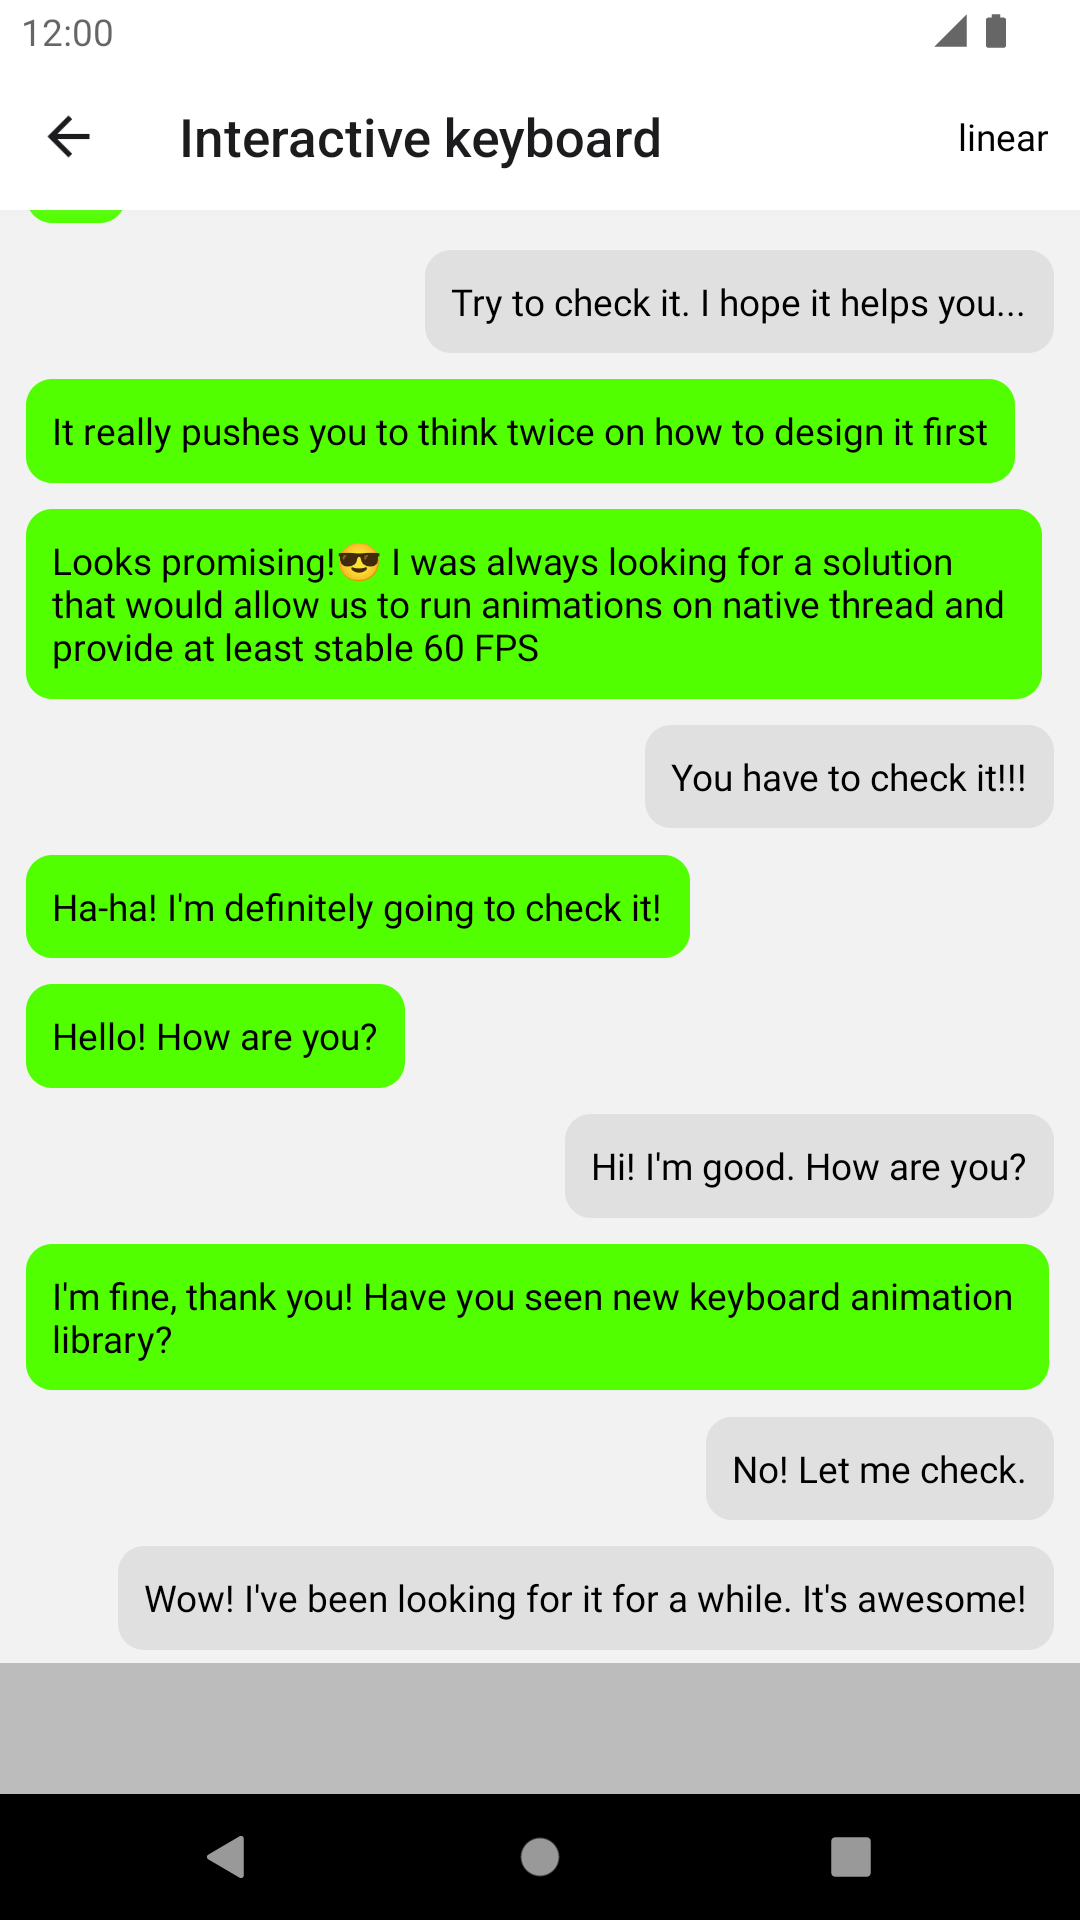 12:00
Interactive keyboard
linear
Try to check it. I hope it helps you...
It really pushes you to think twice on how to design it first
Looks promising!😎 I was always looking for a solution
that would allow us to run animations on native thread and
provide at least stable 60 FPS
You have to check it!!!
Ha-ha! I'm definitely going to check it!
Hello! How are you?
Hi! I'm good. How are you?
I'm fine, thank you! Have you seen new keyboard animation
library?
No! Let me check.
Wow! I've been looking for it for a while. It's awesome!